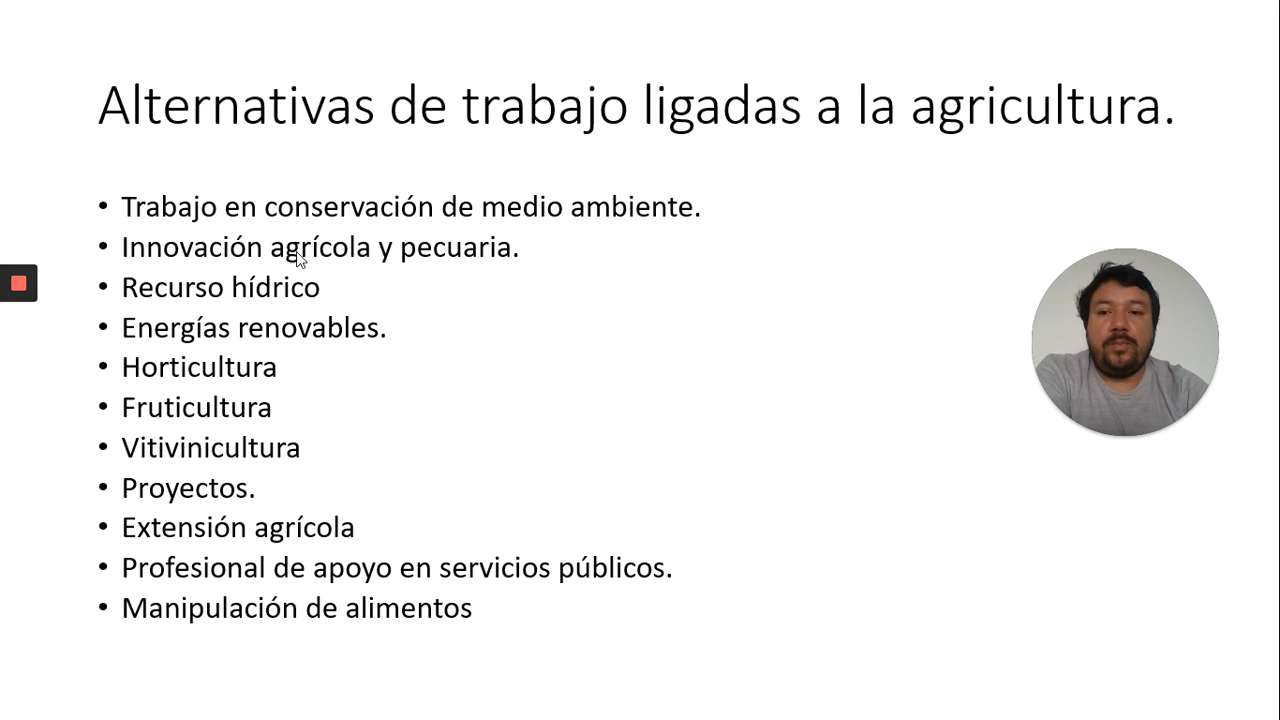 Alternativas de trabajo ligadas a la agricultura.
• Trabajo en conservación de medio ambiente.
• Innovación agrícola y pecuaria.
• Recurso hídrico
• Energías renovables.
• Horticultura
• Fruticultura
• Vitivinicultura
• Proyectos.
• Extensión agrícola
• Profesional de apoyo en servicios públicos.
• Manipulación de alimentos